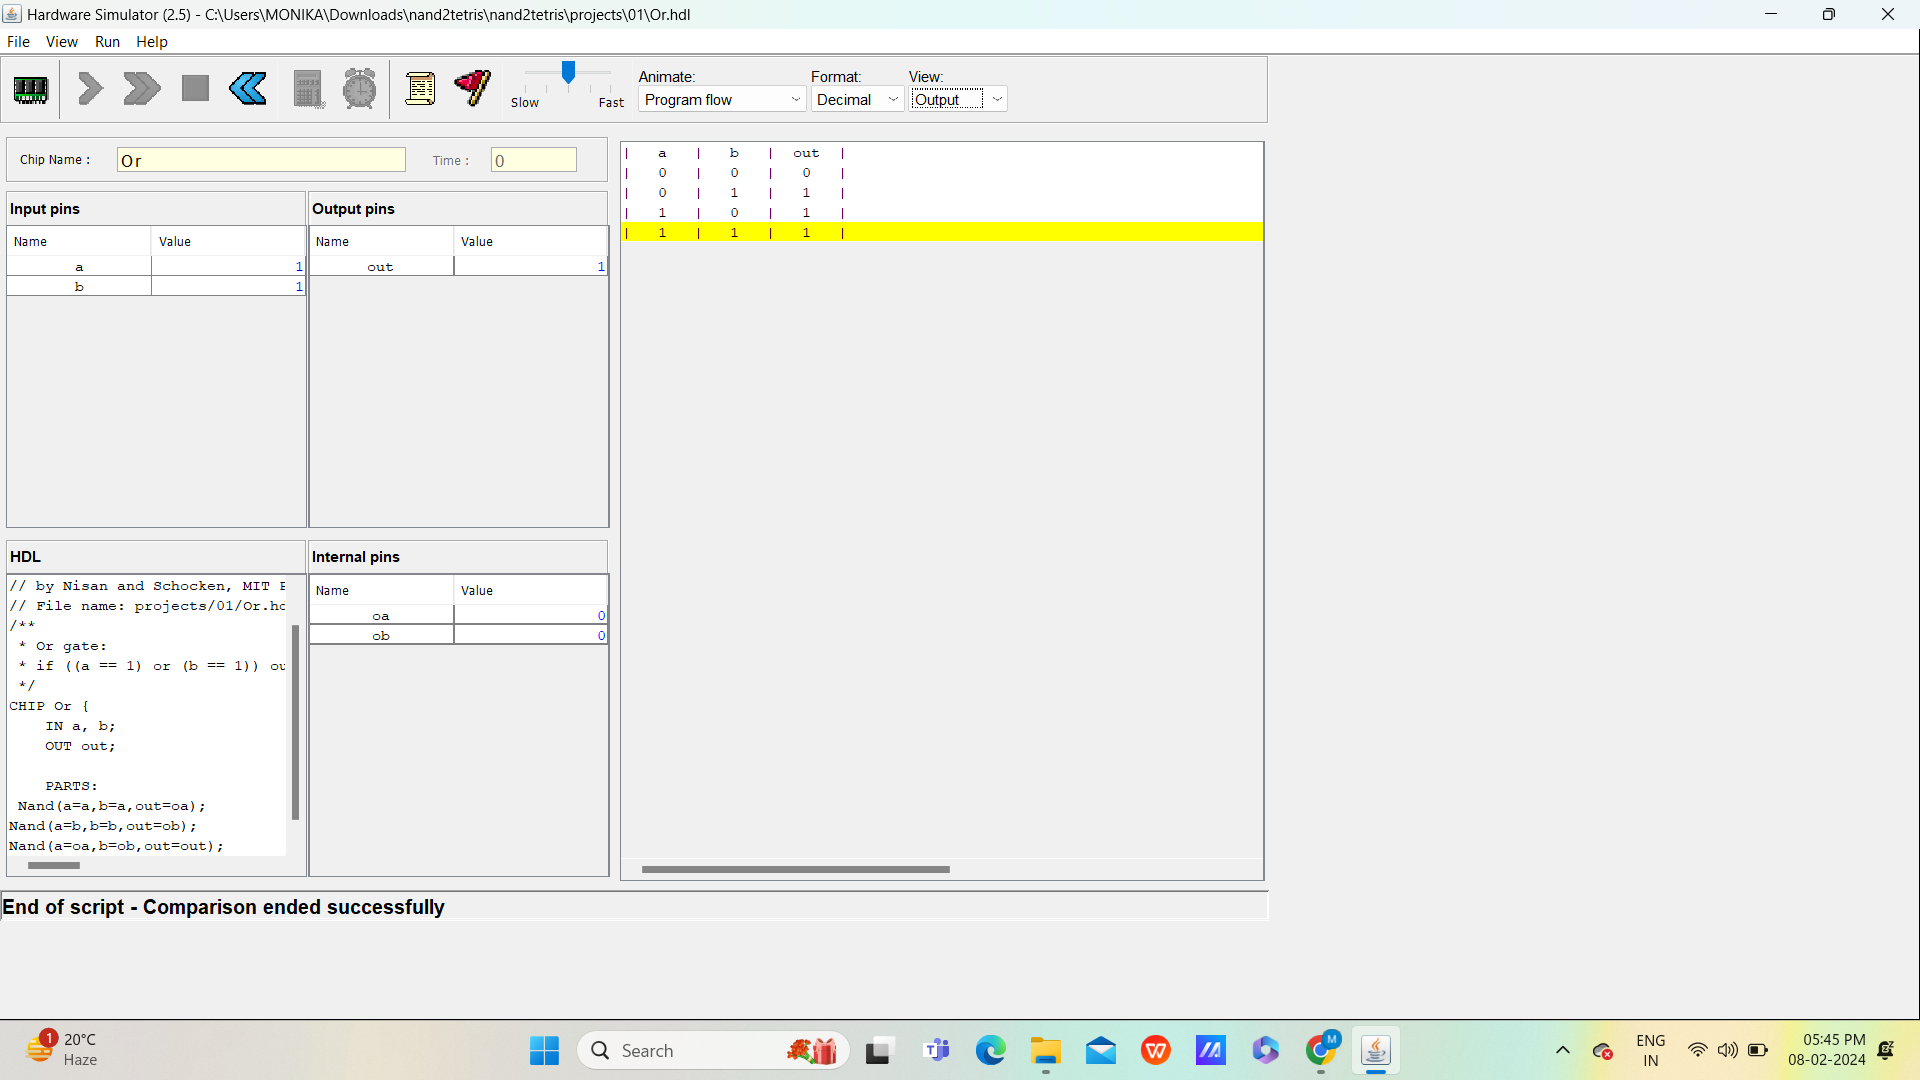 Hardware Simulator (2.5) - C:\Users\MONIKA\Downloads\nand2tetris\nand2tetris\projects\01\Or.hdl
File View Run Help
Slow Fast
Animate: Format: View:
Program flow Decimal Output
Chip Name : Or Time : 0
Input pins
Name Value
a 1
b 1
Output pins
Name Value
out 1
| a | b | out |
| 0 | 0 | 0 |
| 0 | 1 | 1 |
| 1 | 0 | 1 |
| 1 | 1 | 1 |
HDL
// by Nisan and Schocken, MIT P
// File name: projects/01/Or.hd
/**
* Or gate:
* if ((a == 1) or (b == 1)) ou
*/
CHIP Or {
IN a, b;
OUT out;
PARTS:
Nand(a=a,b=a,out=oa);
Nand(a=b,b=b,out=ob);
Nand(a=oa,b=ob,out=out);
Internal pins
Name Value
oa 0
ob 0
End of script - Comparison ended successfully
1
20°C
Haze
Search
M
ENG
IN
05:45 PM
08-02-2024